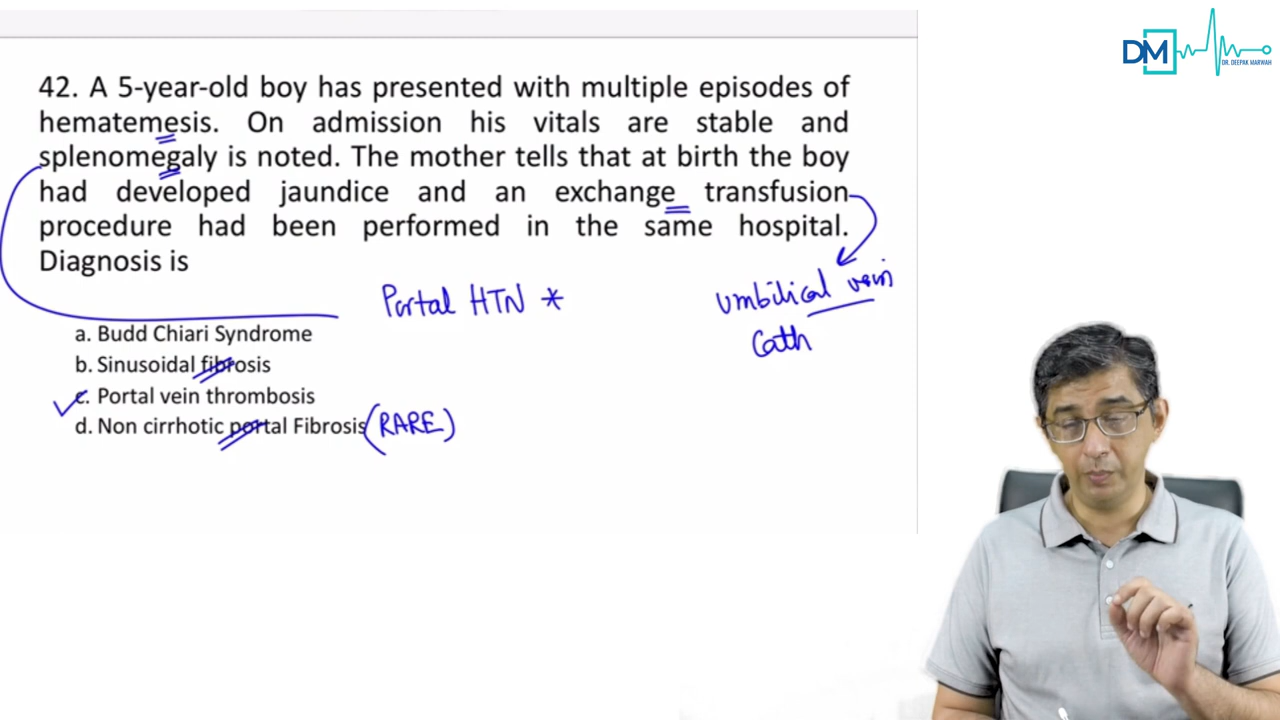 DM
DR. DEEPAK MARWAH
42. A 5-year-old boy has presented with multiple episodes of
hematemesis. On admission his vitals are stable and
splenomegaly is noted. The mother tells that at birth the boy
had developed jaundice and an exchange transfusion
procedure had been performed in the same hospital.
Diagnosis is
Portal HTN *
Umbilical vein
Cath
a. Budd Chiari Syndrome
b. Sinusoidal fibrosis
c. Portal vein thrombosis
d. Non cirrhotic portal Fibrosis (RARE)